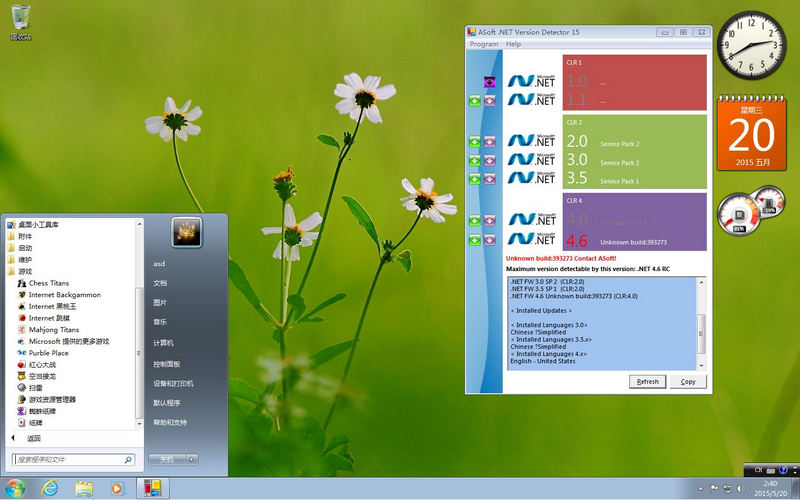 回收站
ASoft .NET Version Detector 15
Program Help
CLR 1
Microsoft .NET
1.0 --
Microsoft .NET
1.1 --
CLR 2
Microsoft .NET
2.0 Service Pack 2
Microsoft .NET
3.0 Service Pack 2
Microsoft .NET
3.5 Service Pack 1
CLR 4
Microsoft .NET
4.0
Microsoft .NET
4.6 Unknown build:393273
Unknown build:393273 Contact ASoft!
Maximum version detectable by this version: .NET 4.6 RC
.NET FW 3.0 SP 2 (CLR:2.0)
.NET FW 3.5 SP 1 (CLR:2.0)
.NET FW 4.6 Unknown build:393273 (CLR:4.0)
< Installed Updates >
< Installed Languages 3.0>
Chinese ?Simplified
< Installed Languages 3.5.x>
Chinese ?Simplified
< Installed Languages 4.x>
English - United States
Refresh Copy
星期三
20
2015 五月
桌面小工具库
附件
启动
维护
游戏
Chess Titans
Internet Backgammon
Internet 黑桃王
Internet 跳棋
Mahjong Titans
Microsoft 提供的更多游戏
Purble Place
红心大战
空当接龙
扫雷
游戏资源管理器
蜘蛛纸牌
纸牌
返回
搜索程序和文件
asd
文档
图片
音乐
计算机
控制面板
设备和打印机
默认程序
帮助和支持
关机
CH
2:40
2015/5/20